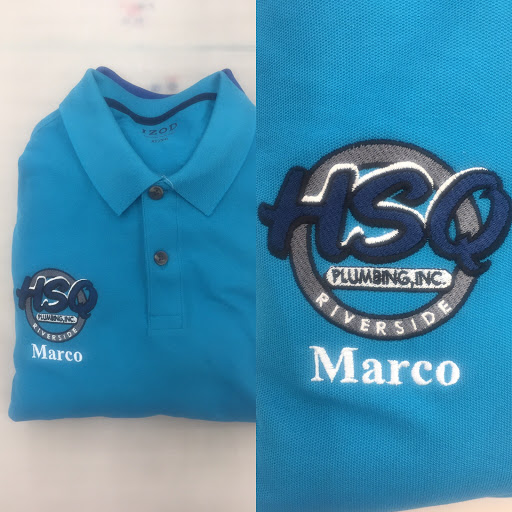 IZOD
HSQ
PLUMBING, INC.
RIVERSIDE
Marco
HSQ
PLUMBING, INC.
RIVERSIDE
Marco